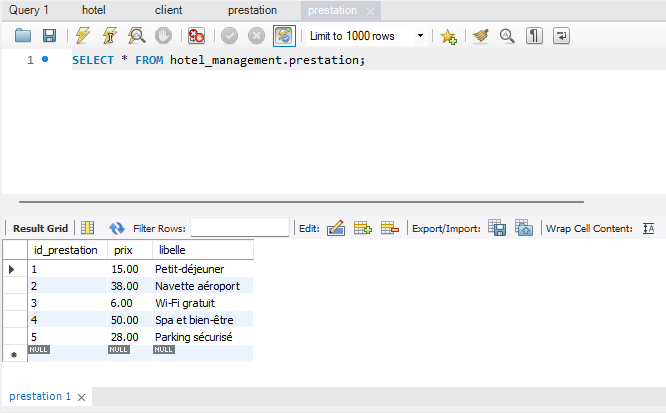 Query 1 hotel client prestation prestation
Limit to 1000 rows
1 SELECT * FROM hotel_management.prestation;
Result Grid Filter Rows: Edit: Export/Import: Wrap Cell Content:
id_prestation prix libelle
1 15.00 Petit-déjeuner
2 38.00 Navette aéroport
3 6.00 Wi-Fi gratuit
4 50.00 Spa et bien-être
5 28.00 Parking sécurisé
NULL NULL NULL
prestation 1